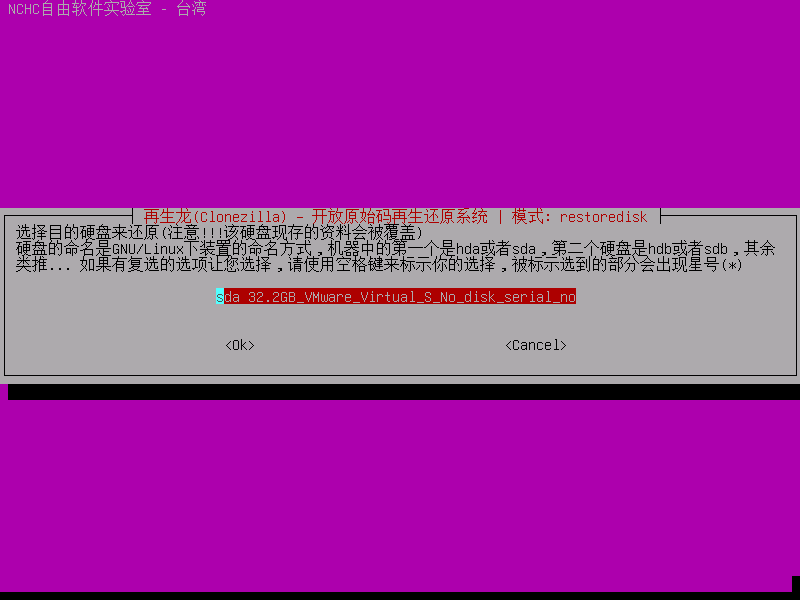 NCHC自由软件实验室 - 台湾
再生龙(Clonezilla) - 开放原始码再生还原系统 | 模式: restoredisk
选择目的硬盘来还原(注意!!!该硬盘现存的资料会被覆盖)
硬盘的命名是GNU/Linux下装置的命名方式,机器中的第一个是hda或者sda,第二个硬盘是hdb或者sdb,其余
类推... 如果有复选的选项让您选择,请使用空格键来标示你的选择,被标示选到的部分会出现星号(*)
sda 32.2GB_VMware_Virtual_S_No_disk_serial_no
<Ok> <Cancel>